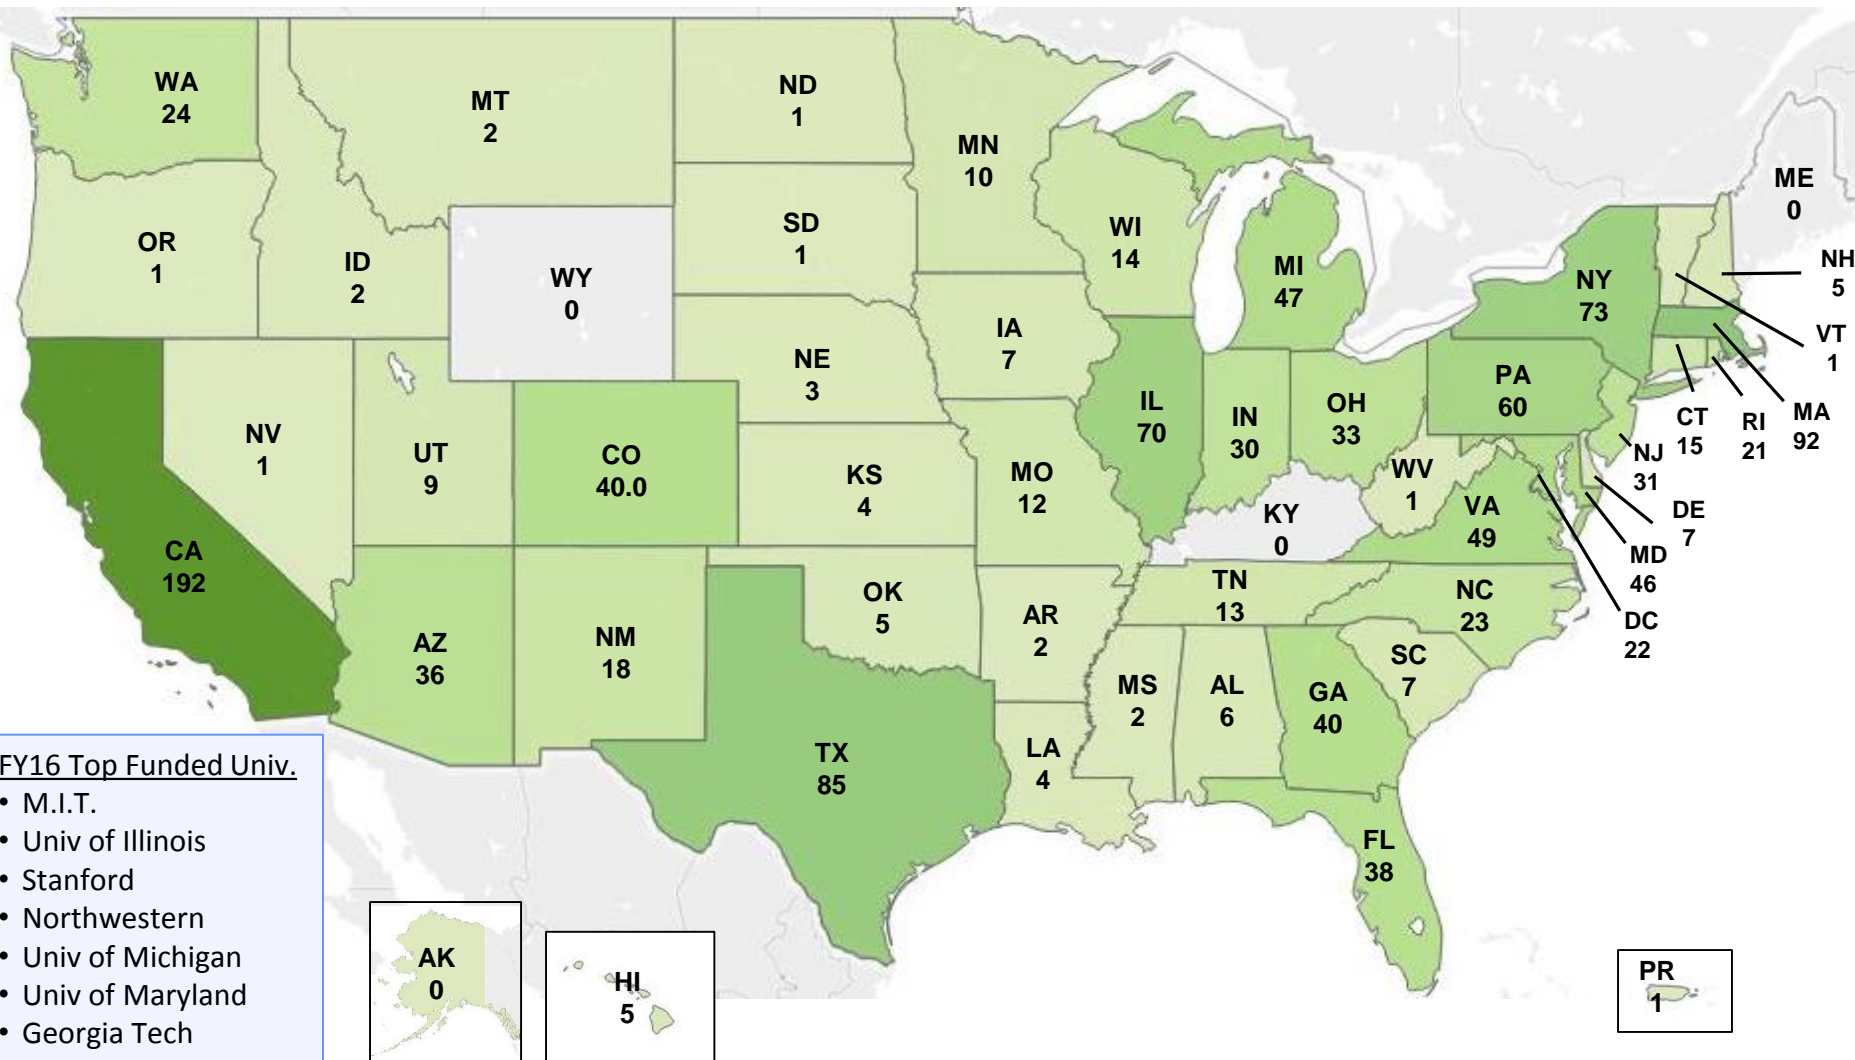 WA
24
MT
2
ND
1
MN
10
ME
0
OR
1
ID
2
WY
0
SD
1
WI
14
MI
47
NY
73
NH
5
VT
1
IA
7
NE
3
NV
1
UT
9
CO
40.0
KS
4
MO
12
IL
70
IN
30
OH
33
PA
60
CT
15
RI
21
MA
92
NJ
31
WV
1
VA
49
DE
7
MD
46
DC
22
KY
0
CA
192
AZ
36
NM
18
OK
5
AR
2
TN
13
NC
23
SC
7
MS
2
AL
6
GA
40
TX
85
LA
4
FL
38
FY16 Top Funded Univ.
• M.I.T.
• Univ of Illinois
• Stanford
• Northwestern
• Univ of Michigan
• Univ of Maryland
• Georgia Tech
AK
0
HI
5
PR
1